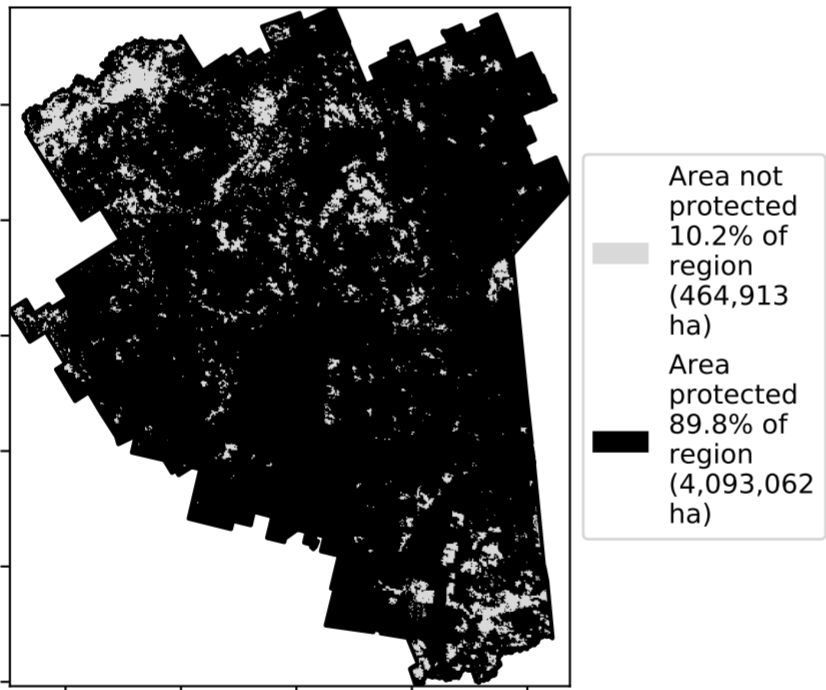 Area not
protected
10.2% of
region
(464,913
ha)
Area
protected
89.8% of
region
(4,093,062
ha)